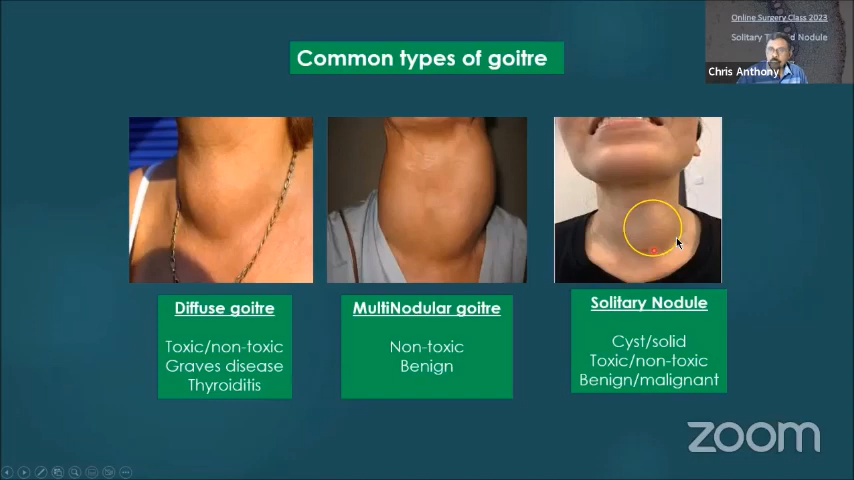 Online Surgery Class 2023
Solitary T d Nodule
Chris Anthony
Common types of goitre
Diffuse goitre
Toxic/non-toxic
Graves disease
Thyroiditis
MultiNodular goitre
Non-toxic
Benign
Solitary Nodule
Cyst/solid
Toxic/non-toxic
Benign/malignant
zoom